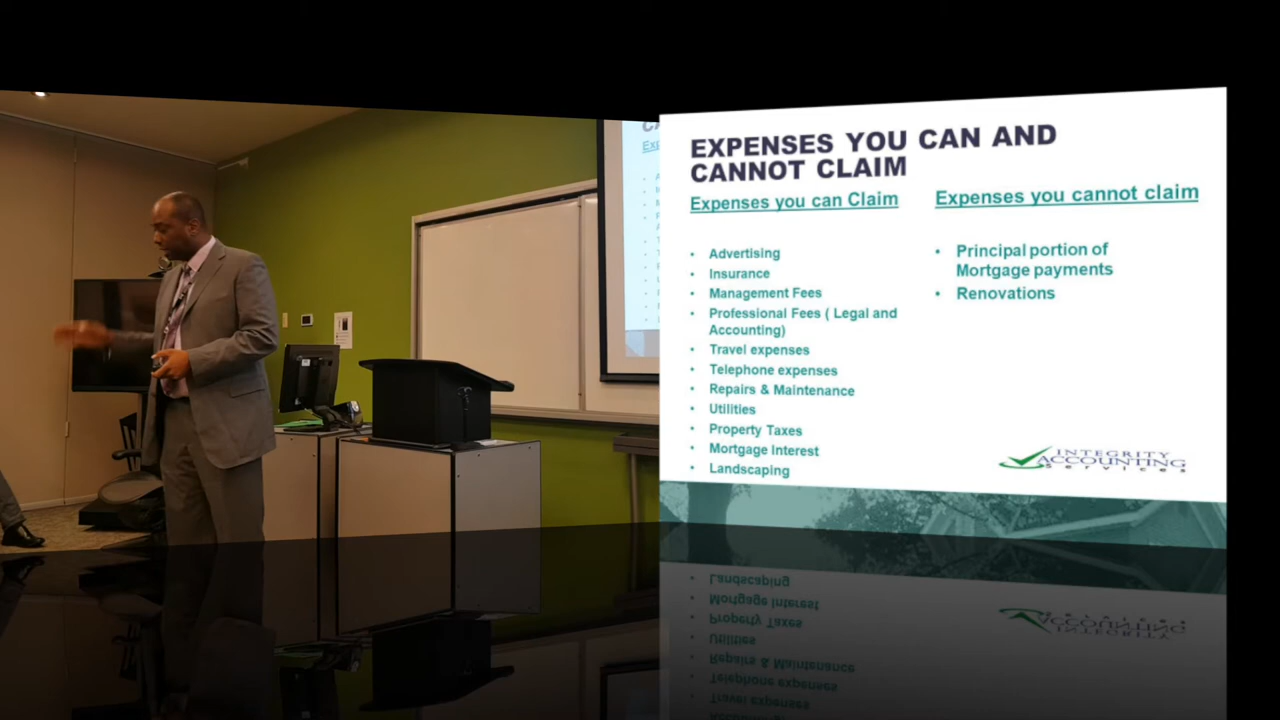 EXPENSES YOU CAN AND
CANNOT CLAIM
Expenses you can Claim
• Advertising
• Insurance
• Management Fees
• Professional Fees ( Legal and
Accounting)
• Travel expenses
• Telephone expenses
• Repairs & Maintenance
• Utilities
• Property Taxes
• Mortgage Interest
• Landscaping
Expenses you cannot claim
• Principal portion of
Mortgage payments
• Renovations
INTEGRITY
ACCOUNTING
Services